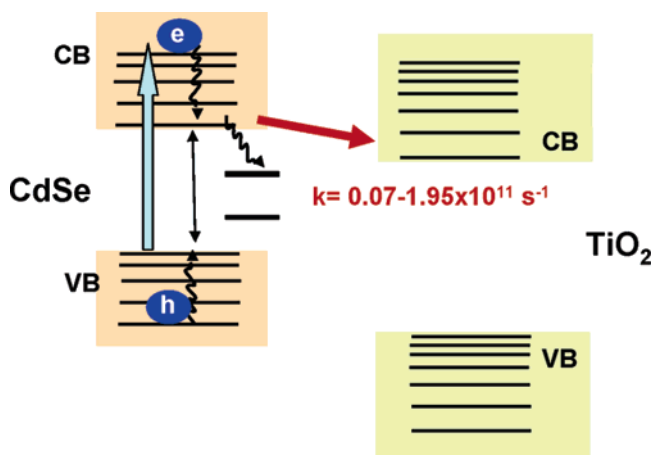 e
CB
CB
CdSe
k= 0.07-1.95x10¹¹ s⁻¹
TiO₂
VB
h
VB